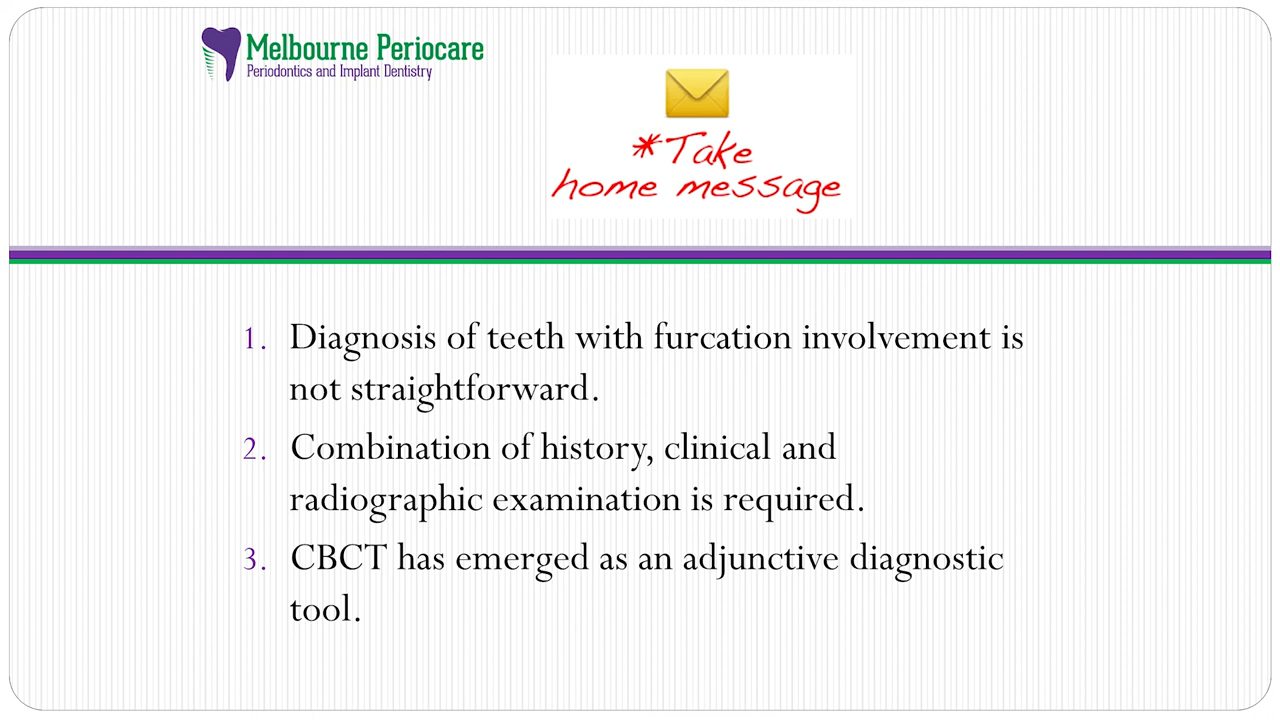 Melbourne Periocare
Periodontics and Implant Dentistry
*Take
home message
1. Diagnosis of teeth with furcation involvement is
not straightforward.
2. Combination of history, clinical and
radiographic examination is required.
3. CBCT has emerged as an adjunctive diagnostic
tool.